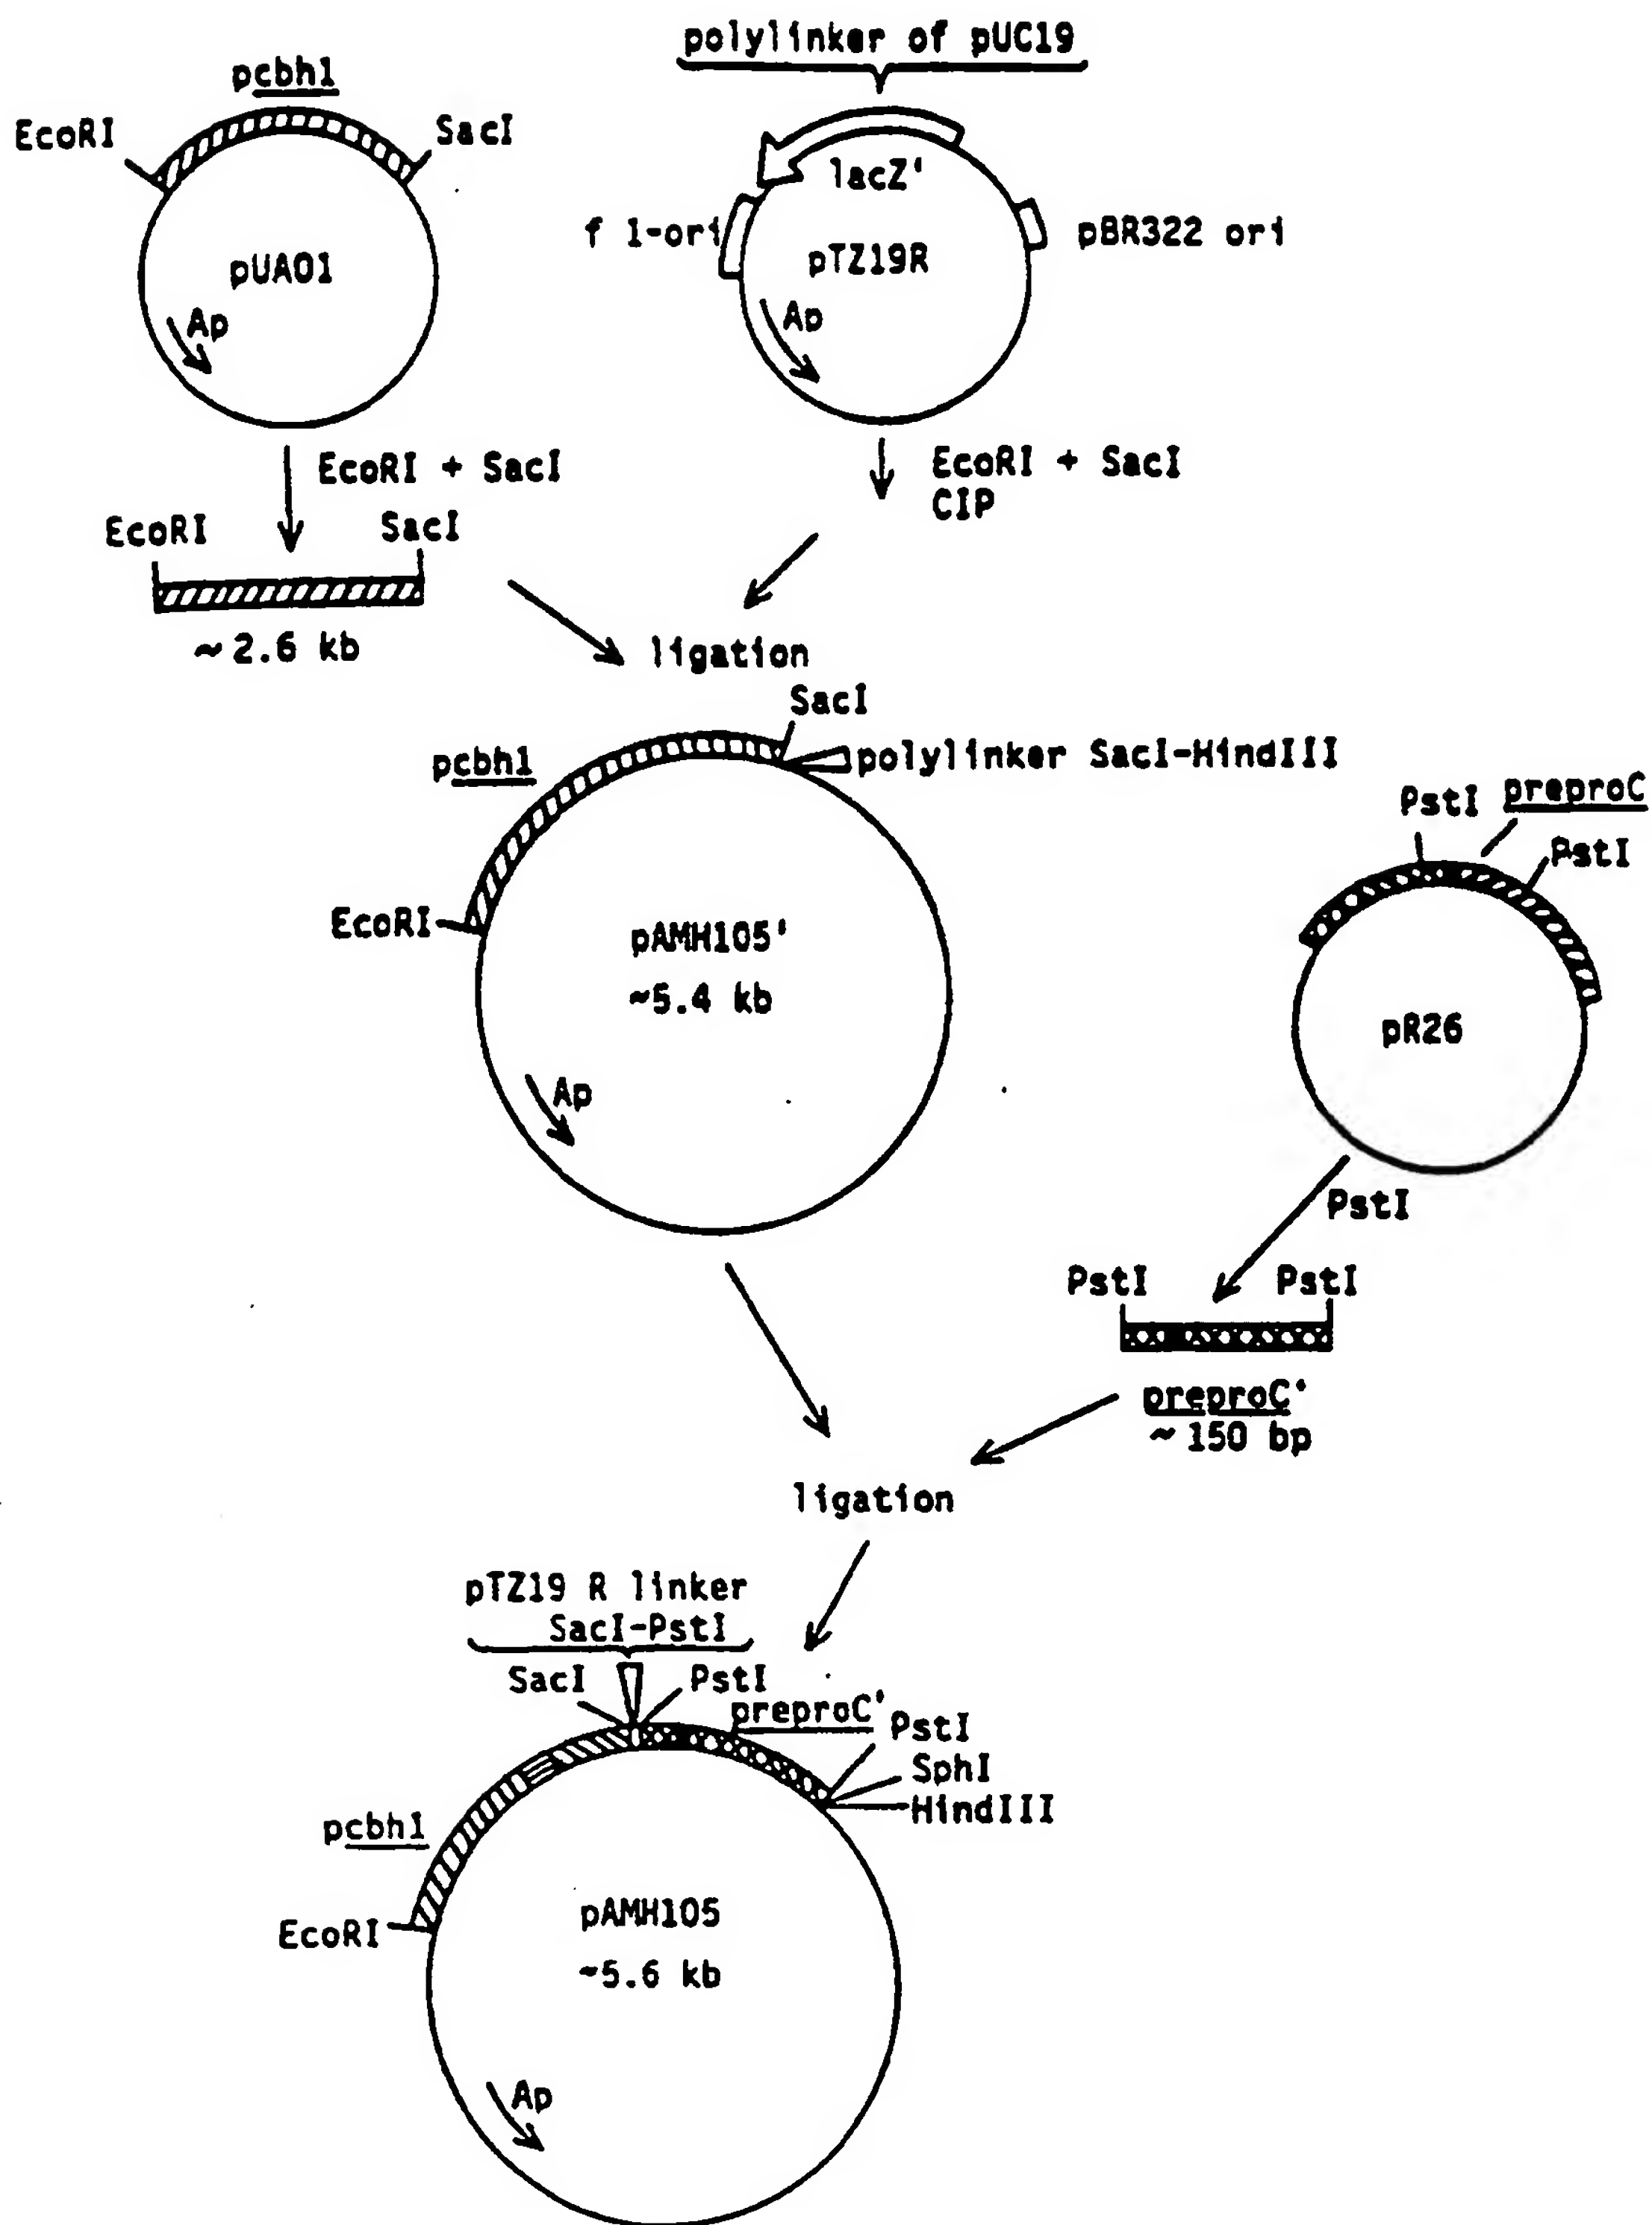 polylinker of pUC19
pcbh1
EcoRI
SacI
lacZ'
f 1-ori
pBR322 ori
pUA01
pTZ19R
Ap
Ap
EcoRI + SacI
EcoRI + SacI
CIP
EcoRI
SacI
~2.6 kb
ligation
SacI
pcbh1
polylinker SacI-HindIII
PstI
preproC
PstI
EcoRI
pAMH105'
~5.4 kb
pR26
Ap
PstI
PstI
PstI
preproC'
~150 bp
ligation
pTZ19 R linker
SacI-PstI
SacI
PstI
preproC'
PstI
SphI
HindIII
pcbh1
EcoRI
pAMH105
~5.6 kb
Ap